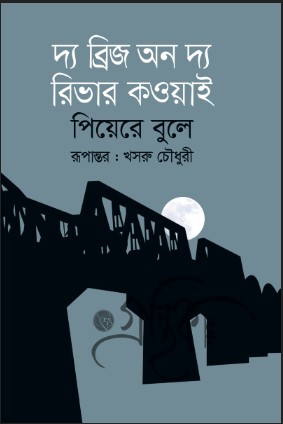 দ্য ব্রিজ অন দ্য
রিভার কওয়াই
পিয়েরে বুলে
রূপান্তর : খসরু চৌধুরী